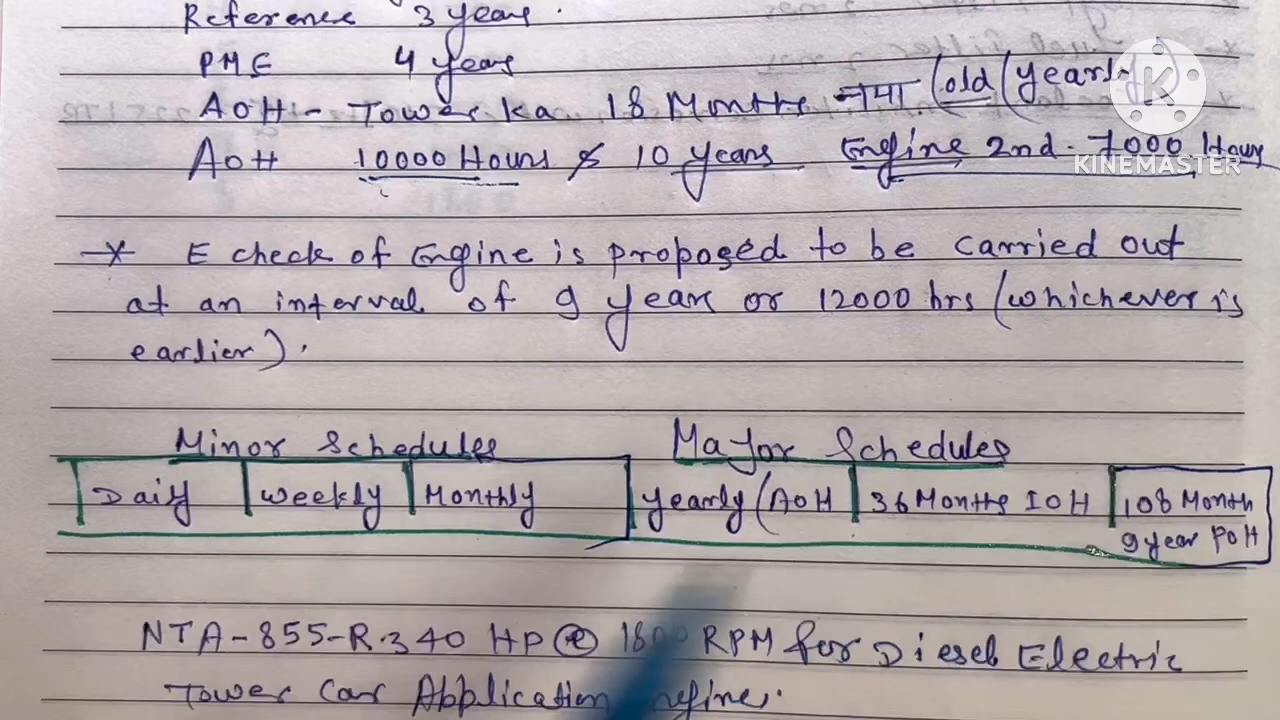 Reference 3 years.
PME 4 years
AOH - Tower Ka 18 Months नया (old (yearly
AOH 10000 Hours & 10 years Engine 2nd - 7000 Hours
KINEMASTER
* E check of Engine is proposed to be carried out
at an interval of 9 years or 12000 hrs (whichever is
earlier).
Minor Schedules Major Schedules
Daily weekly Monthly yearly (AOH 36 Months IOH 108 Month
9 year POH
NTA-855-R.340 HP @ 1800 RPM for Diesel Electric
Tower Car Application